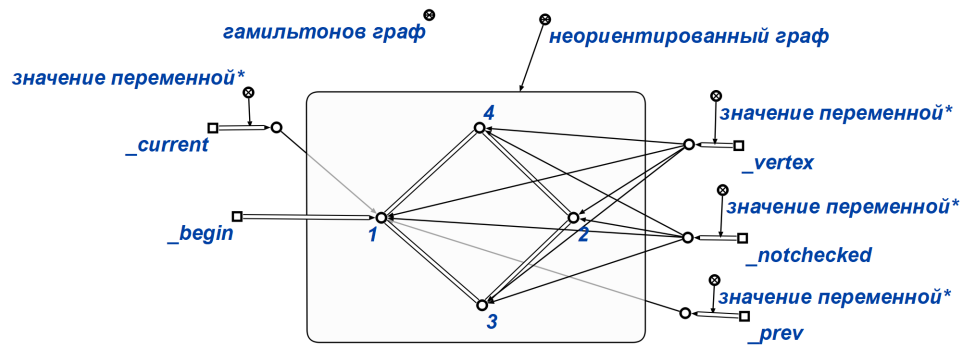 гамильтонов граф
неориентированный граф
значение переменной*
4
значение переменной*
_current
_vertex
значение переменной*
_begin
1
2
_notchecked
значение переменной*
3
_prev